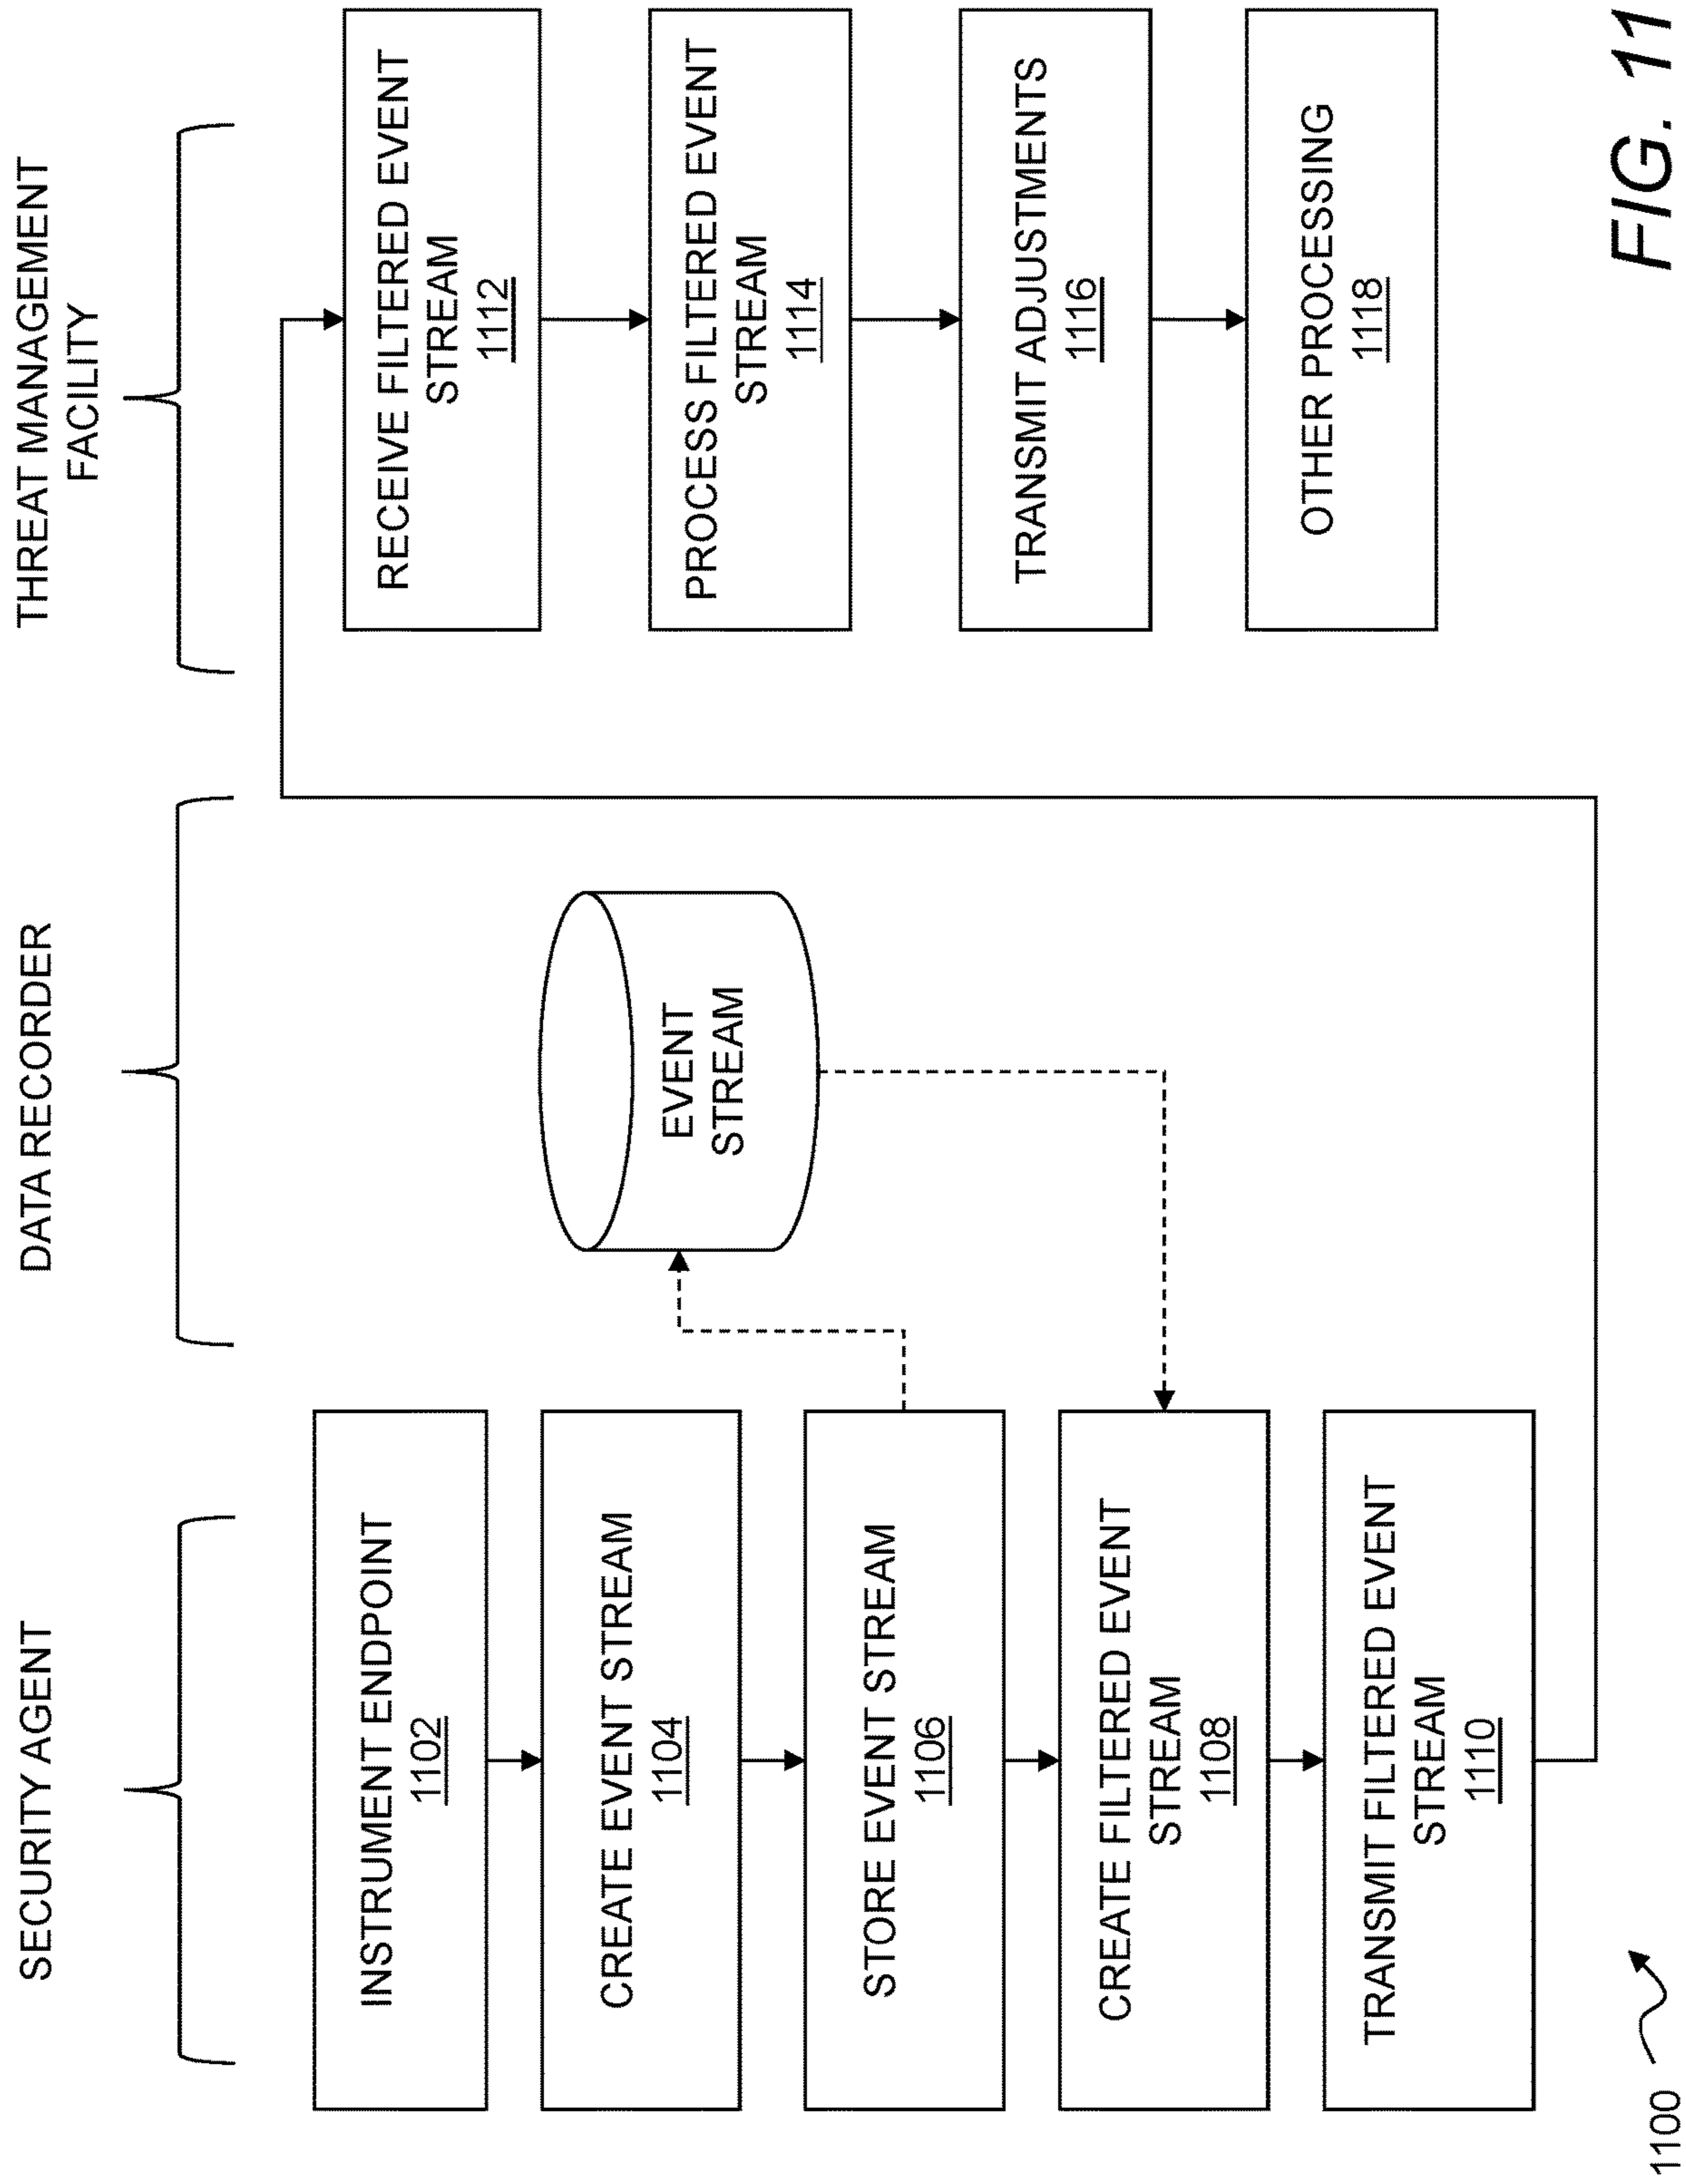 SECURITY AGENT
DATA RECORDER
THREAT MANAGEMENT
FACILITY
INSTRUMENT ENDPOINT
1102
CREATE EVENT STREAM
1104
STORE EVENT STREAM
1106
CREATE FILTERED EVENT
STREAM
1108
TRANSMIT FILTERED EVENT
STREAM
1110
EVENT
STREAM
RECEIVE FILTERED EVENT
STREAM
1112
PROCESS FILTERED EVENT
STREAM
1114
TRANSMIT ADJUSTMENTS
1116
OTHER PROCESSING
1118
1100
FIG. 11